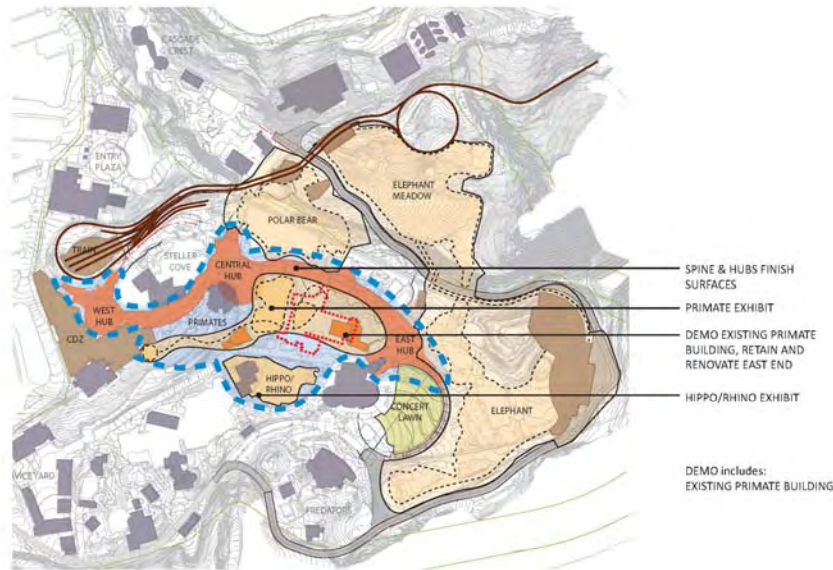 CASCADE
CREST
ENTRY
PLAZA
ELEPHANT
MEADOW
POLAR BEAR
TRAIN
STELLER
COVE
CENTRAL
HUB
SPINE & HUBS FINISH
SURFACES
WEST
HUB
PRIMATES
PRIMATE EXHIBIT
CDZ
EAST
HUB
DEMO EXISTING PRIMATE
BUILDING, RETAIN AND
RENOVATE EAST END
HIPPO/
RHINO
HIPPO/RHINO EXHIBIT
CONCERT
LAWN
ELEPHANT
PREDATORS
DEMO includes:
EXISTING PRIMATE BUILDING